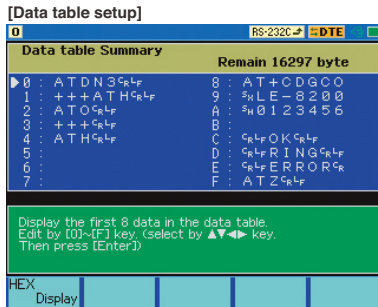 [Data table setup]
0 RS-232C DTE
Data table Summary
Remain 16297 byte
▶0 : ATDN3CRLF
1 : +++ATHCRLF
2 : ATOCRLF
3 : +++CRLF
4 : ATHCRLF
5 :
6 :
7 :
8 : AT+CDGCO
9 : SXLE-8200
A : SH0123456
B :
C : CRLFOKCRLF
D : CRLFRINGCRLF
E : CRLFERRORCR
F : ATZCRLF
Display the first 8 data in the data table.
Edit by [0]~[F] key. (select by ▲▼◀▶ key.
Then press [Enter])
HEX
Display